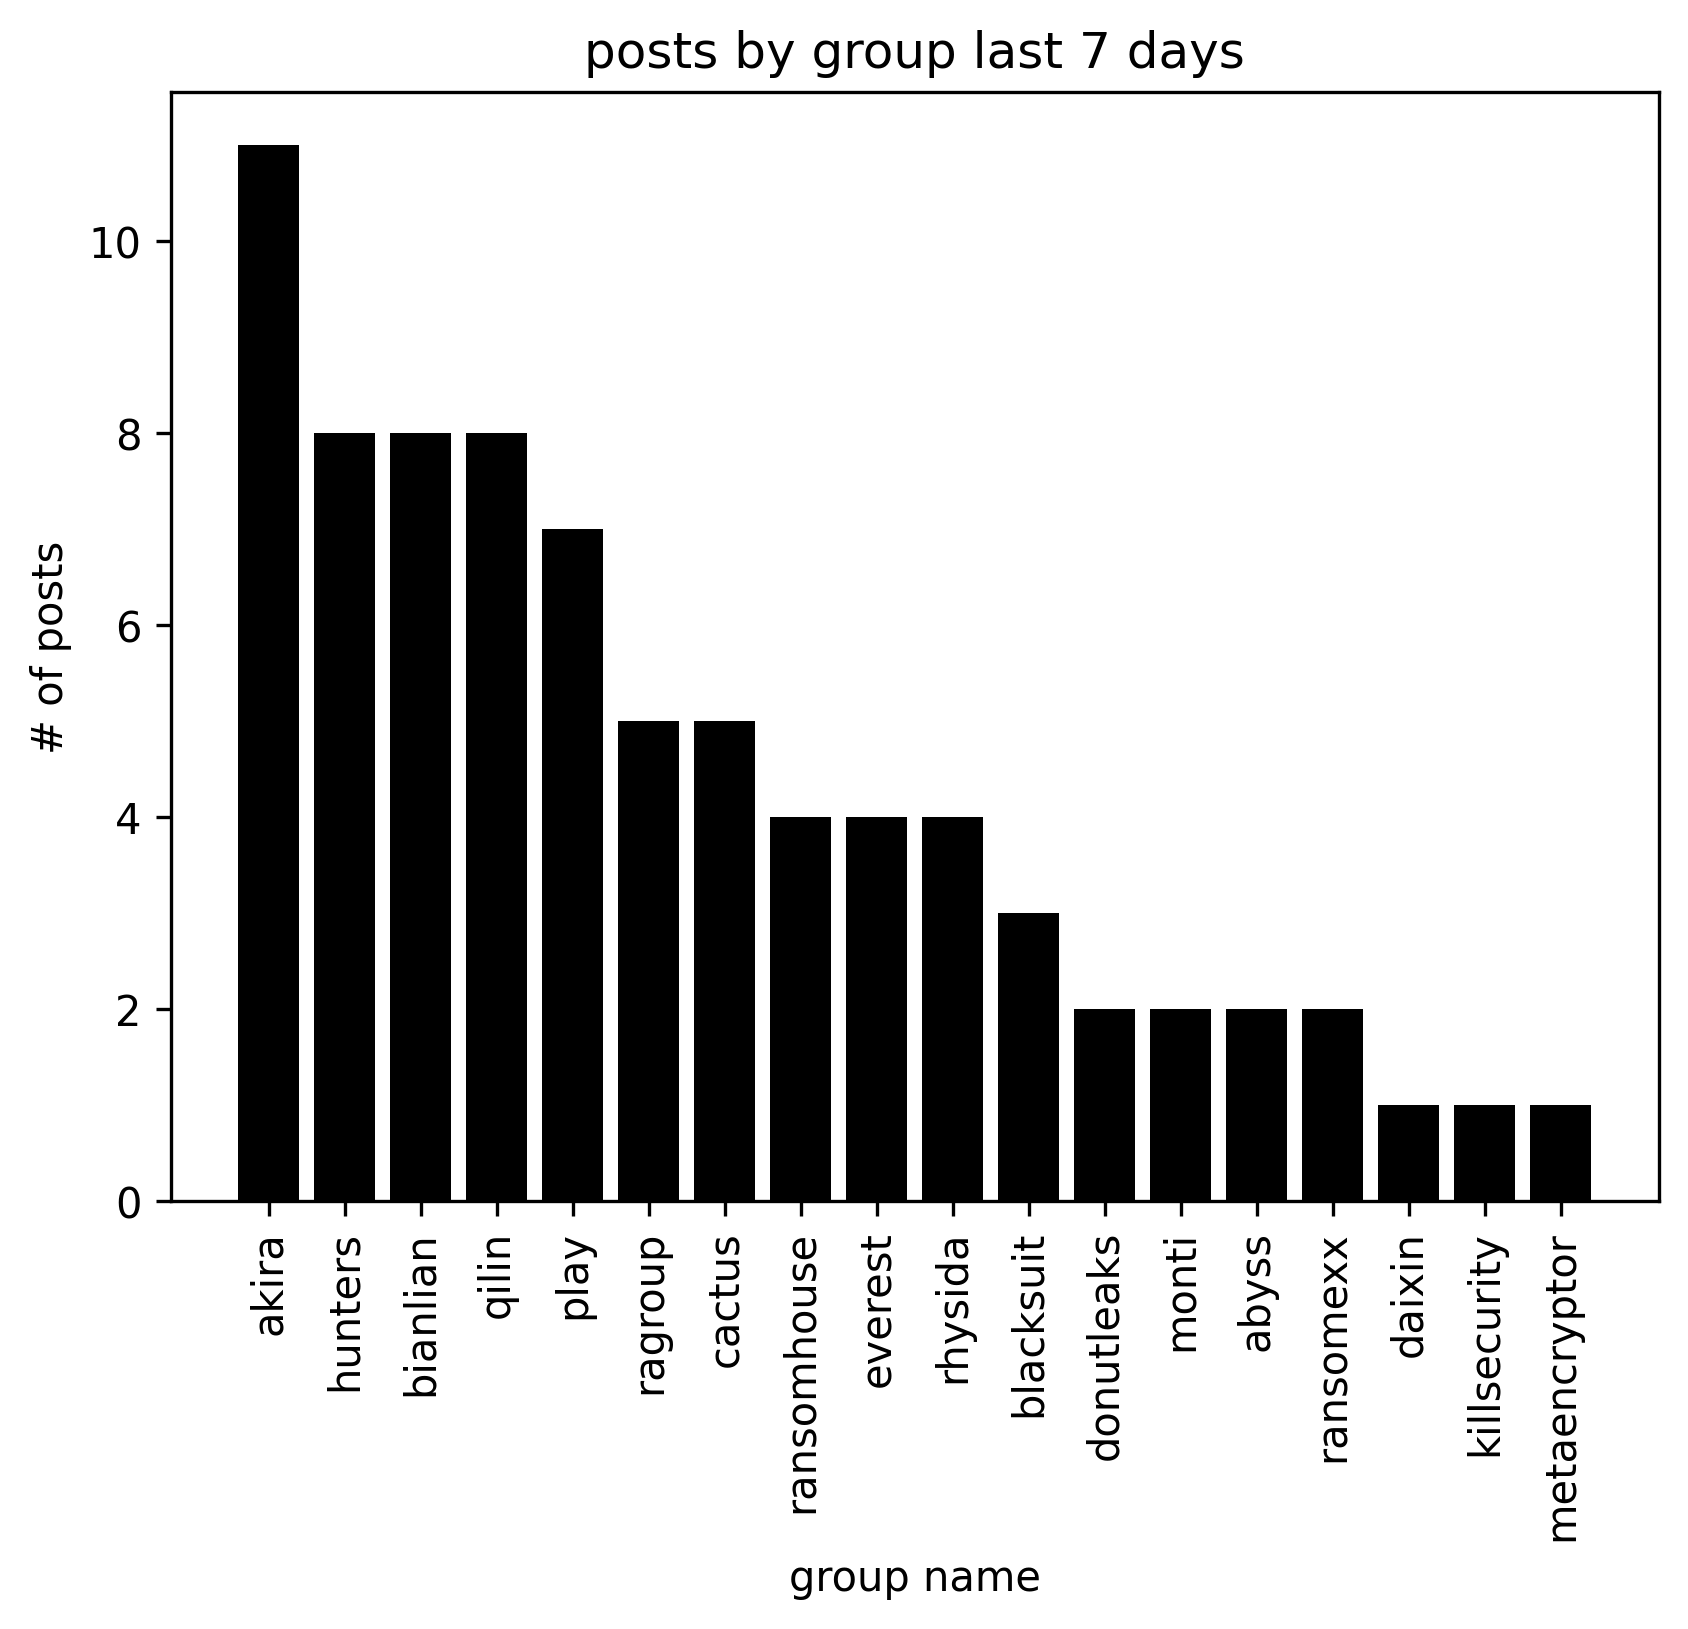 posts by group last 7 days
10
8
6
4
2
0
# of posts
akira
hunters
bianlian
qilin
play
ragroup
cactus
ransomhouse
everest
rhysida
blacksuit
donutleaks
monti
abyss
ransomexx
daixin
killsecurity
metaencryptor
group name